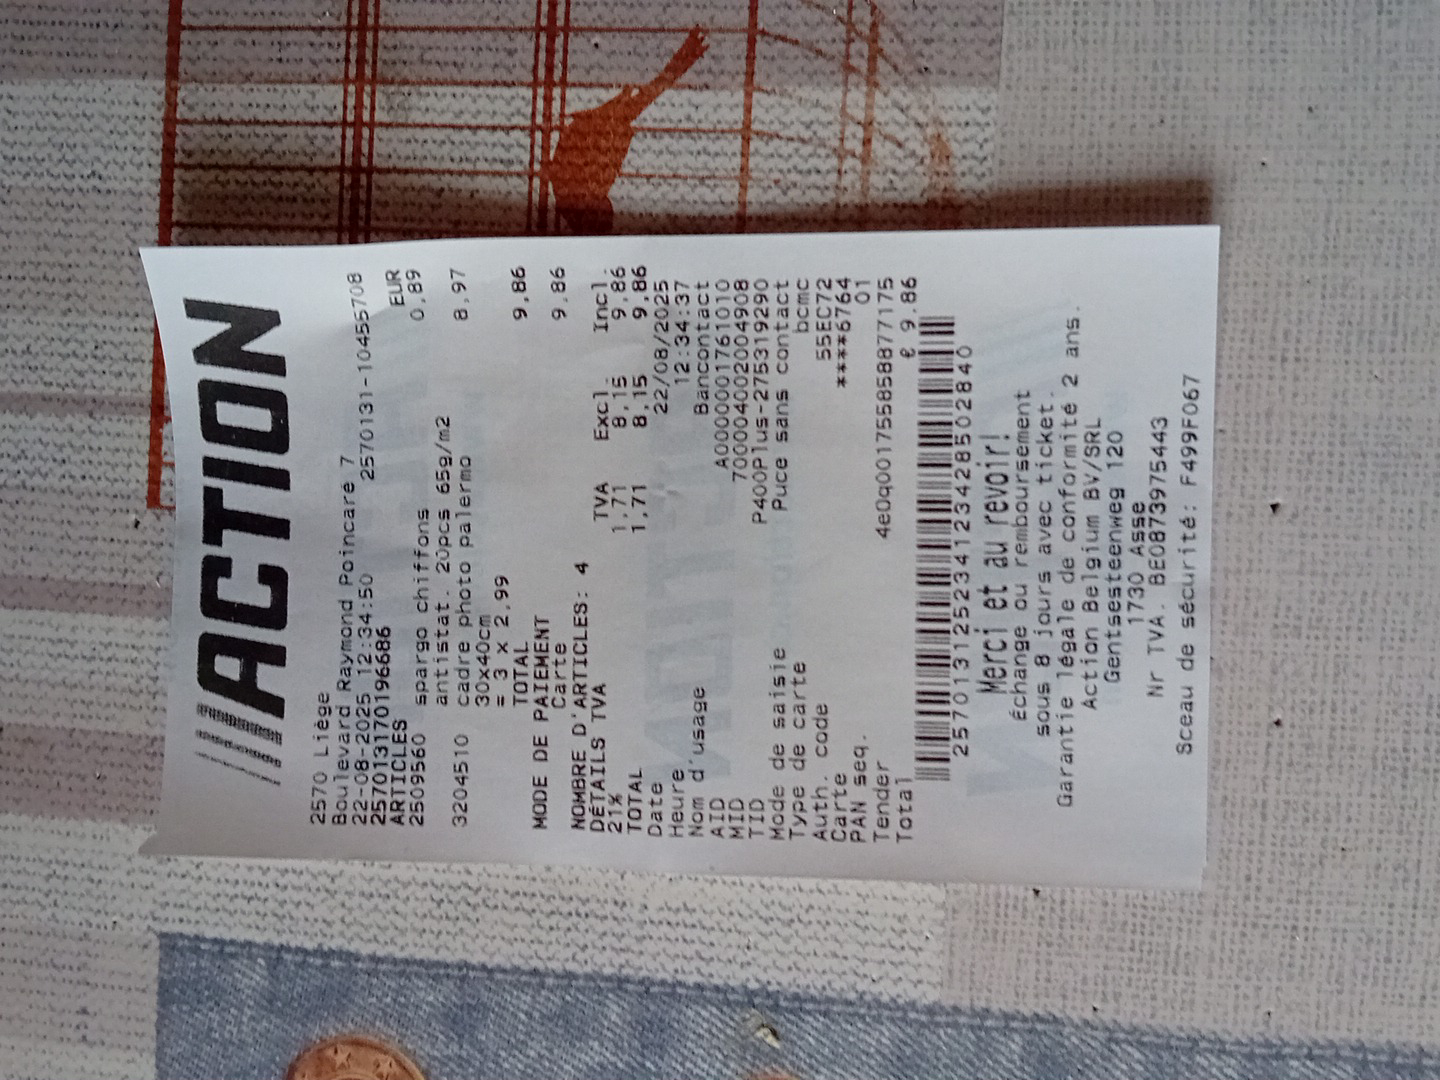 ACTION
2570 Liège
Boulevard Raymond Poincaré 7
22-08-2025 12:34:50 2570131-10455708
2570131701966​86
ARTICLES EUR
2509560 spargo chiffons 0,89
antistat. 20pcs 65g/m2
3204510 cadre photo palermo 8,97
30x40cm
= 3 x 2,99
TOTAL 9,86
MODE DE PAIEMENT
Carte 9,86
NOMBRE D'ARTICLES: 4
DÉTAILS TVA TVA Excl. Incl.
21% 1,71 8,15 9,86
TOTAL 1,71 8,15 9,86
Date 22/08/2025
Heure 12:34:37
Nom d'usage Bancontact
AID A0000001761010
MID 70000400200​4908
TID P400Plus-275319290
Mode de saisie Puce sans contact
Type de carte bcmc
Auth. code 55EC72
Carte ****6764
PAN seq. 01
Tender 4eQq001755858877175
Total € 9.86
2570131252341234285028​40
Merci et au revoir!
échange ou remboursement
sous 8 jours avec ticket.
Garantie légale de conformité 2 ans.
Action Belgium BV/SRL
Gentsesteenweg 120
1730 Asse
Nr TVA. BE0873975443
Sceau de sécurité: F499F067